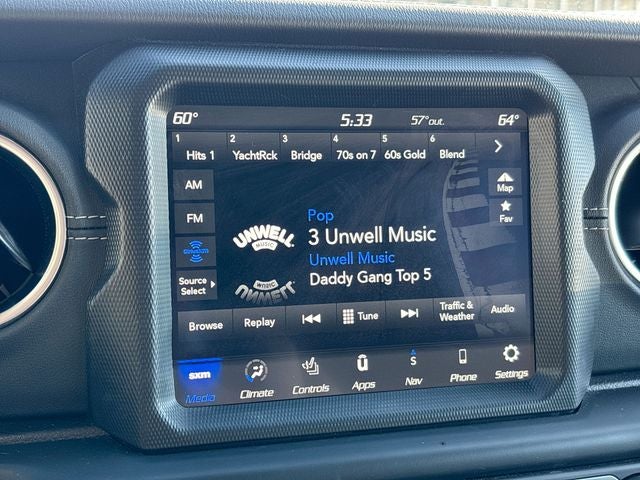 60° 5:33 57° out. 64°
1 Hits 1 2 YachtRck 3 Bridge 4 70s on 7 5 60s Gold 6 Blend
AM
FM
SiriusXM
Source Select
Map
Fav
UNWELL
MUSIC
Pop
3 Unwell Music
Unwell Music
Daddy Gang Top 5
Browse Replay Tune Traffic & Weather Audio
sxm
Media Climate Controls Apps S Nav Phone Settings